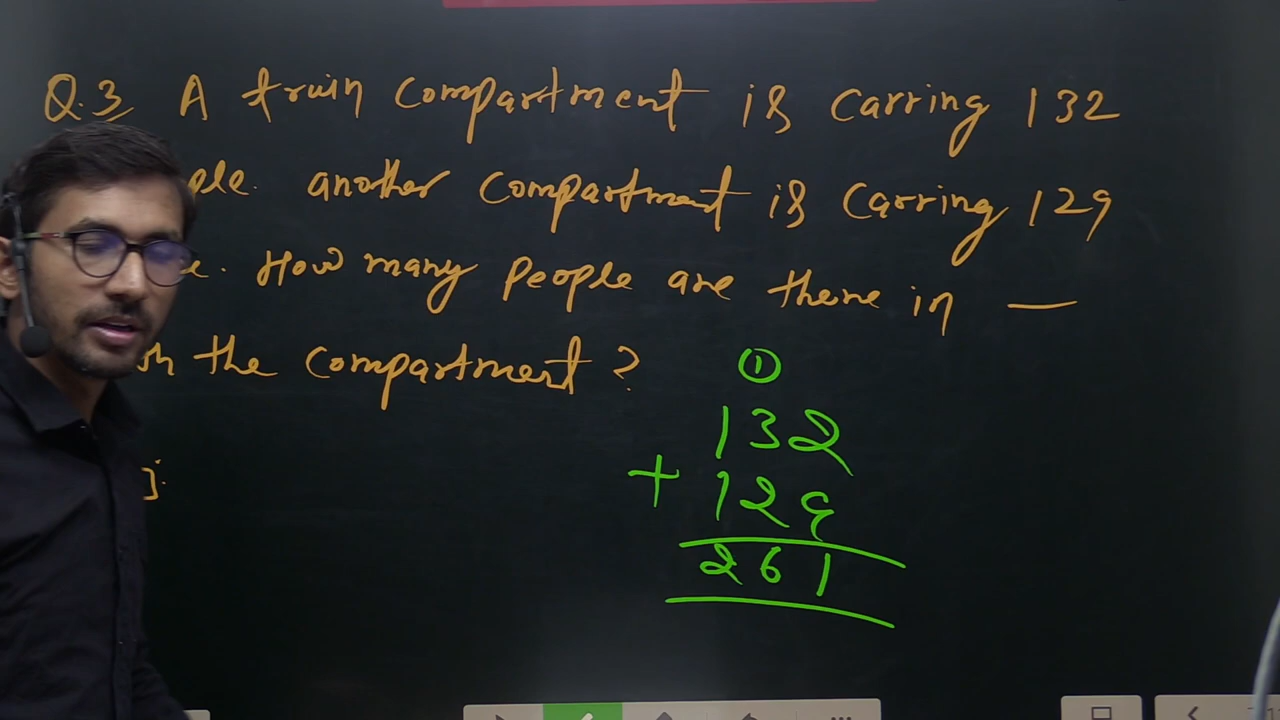 Q.3 A train compartment is carring 132
ple. another compartment is carring 129
e. How many people are there in —
the compartment ?
1
132
+ 129
261